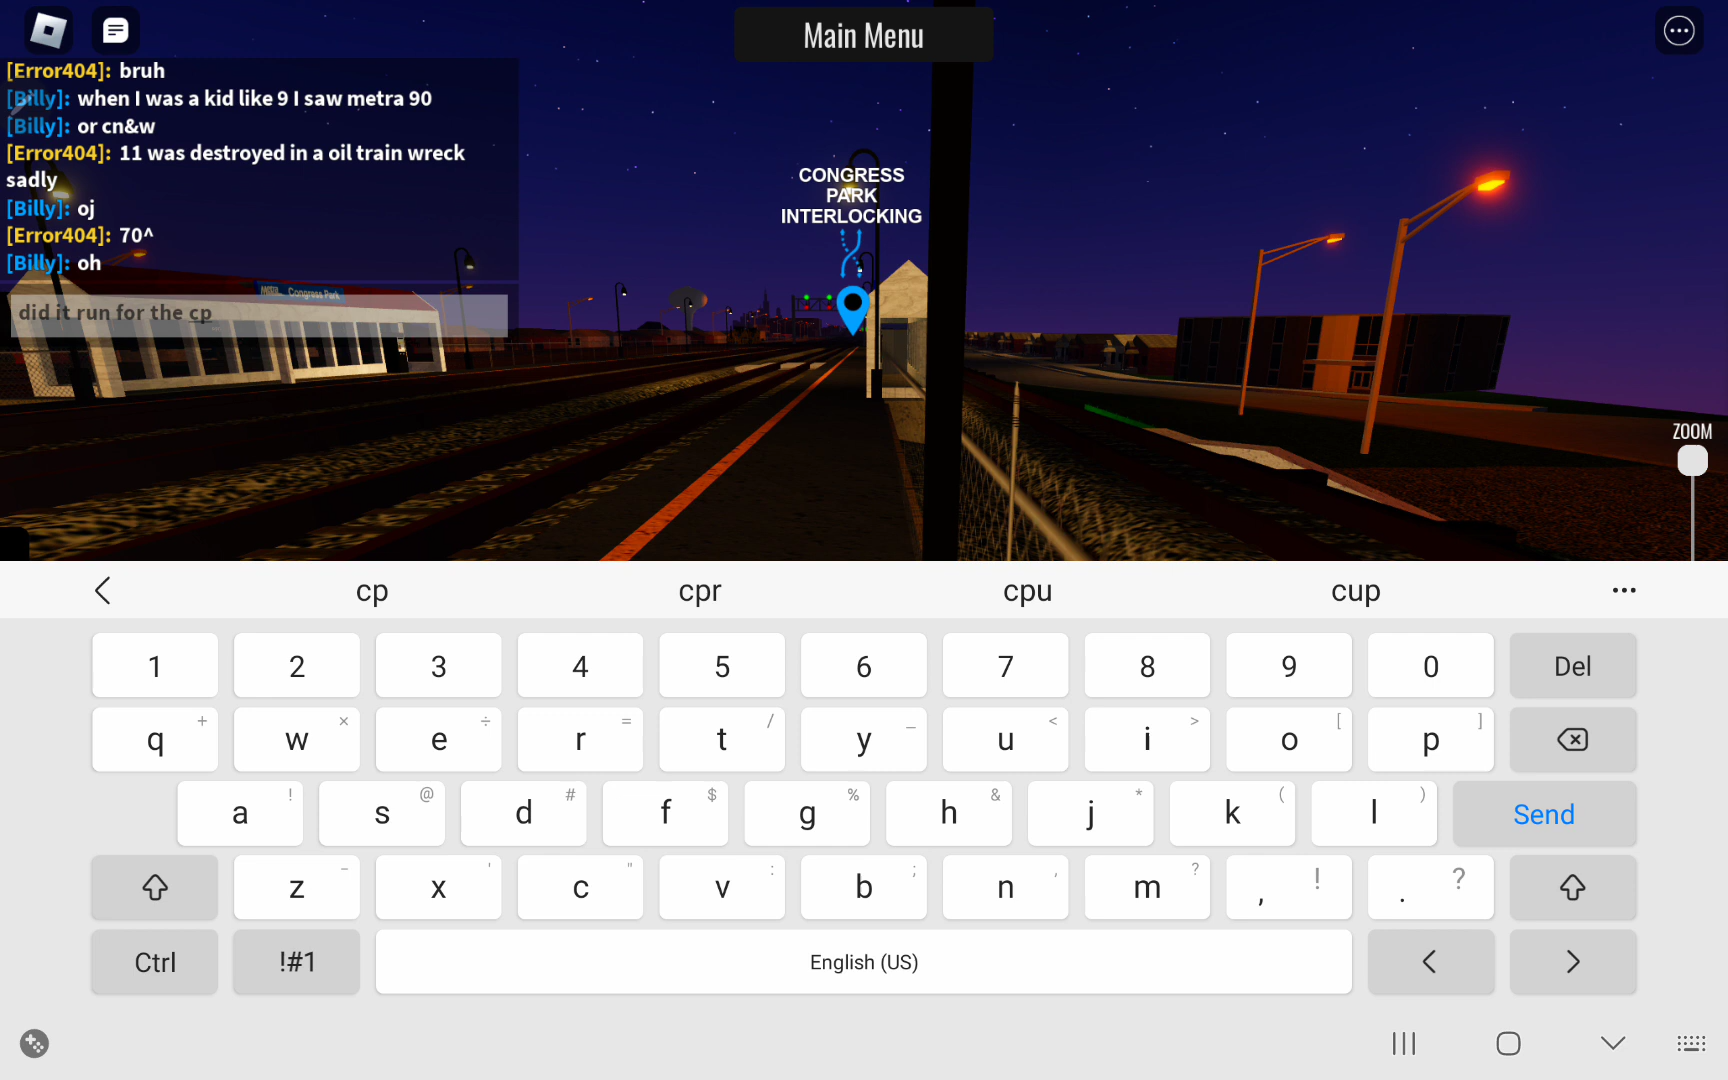 Main Menu
[Error404]: bruh
[Billy]: when I was a kid like 9 I saw metra 90
[Billy]: or cn&w
[Error404]: 11 was destroyed in a oil train wreck
sadly
[Billy]: oj
[Error404]: 70^
[Billy]: oh
did it run for the cp
CONGRESS
PARK
INTERLOCKING
Congress Park
ZOOM
cp cpr cpu cup
1 2 3 4 5 6 7 8 9 0 Del
q + w × e ÷ r = t / y _ u < i > o [ p ]
a ! s @ d # f $ g % h & j * k ( l ) Send
z - x ' c " v : b ; n , m ? , ! . ?
Ctrl !#1 English (US) < >